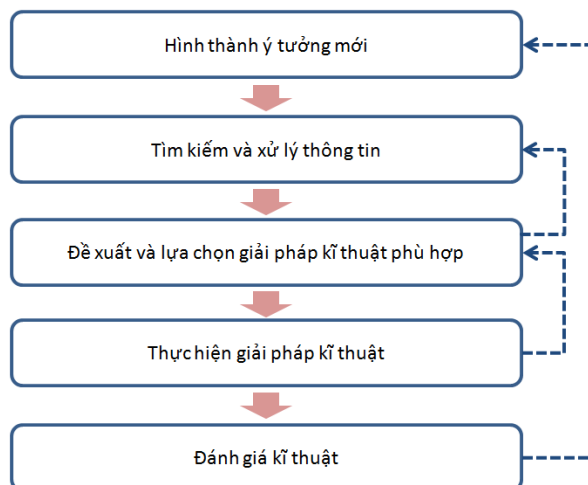 Hình thành ý tưởng mới
Tìm kiếm và xử lý thông tin
Đề xuất và lựa chọn giải pháp kĩ thuật phù hợp
Thực hiện giải pháp kĩ thuật
Đánh giá kĩ thuật